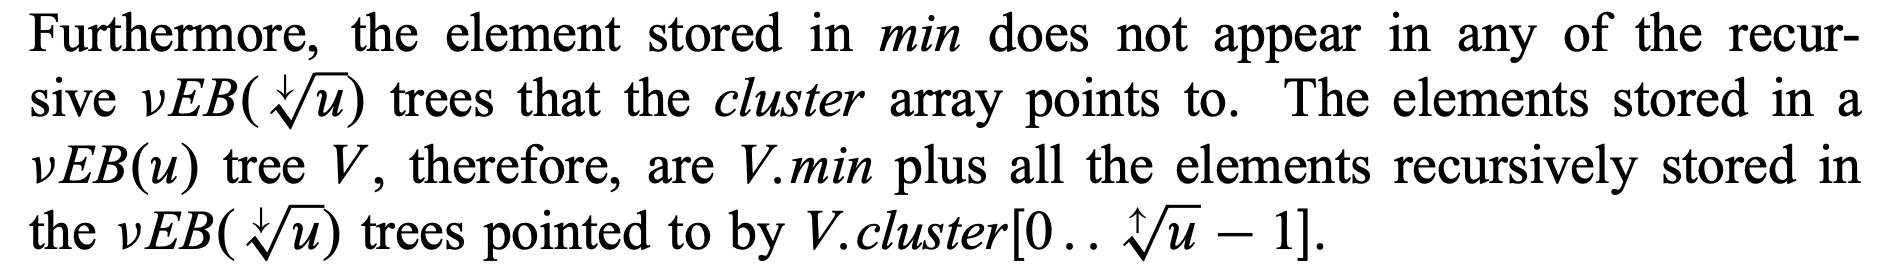 Furthermore, the element stored in min does not appear in any of the recur-
sive vEB(↓√u) trees that the cluster array points to. The elements stored in a
vEB(u) tree V, therefore, are V.min plus all the elements recursively stored in
the vEB(↓√u) trees pointed to by V.cluster[0 . . ↑√u − 1].